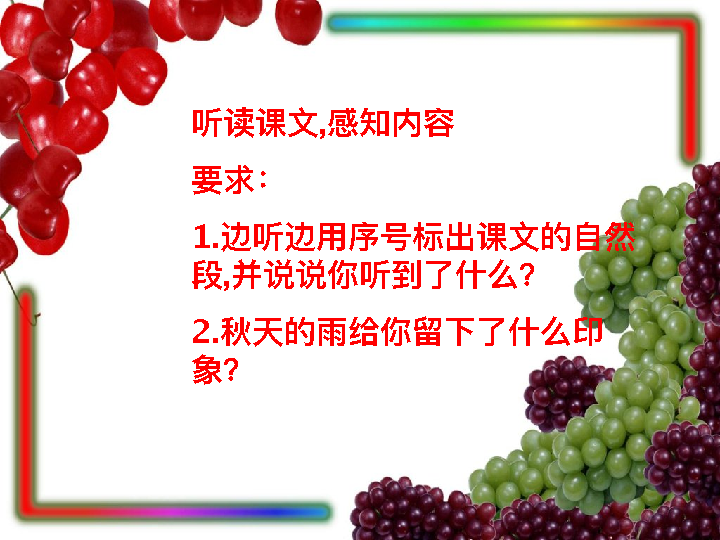 听读课文,感知内容
要求：
1.边听边用序号标出课文的自然
段,并说说你听到了什么?
2.秋天的雨给你留下了什么印
象?